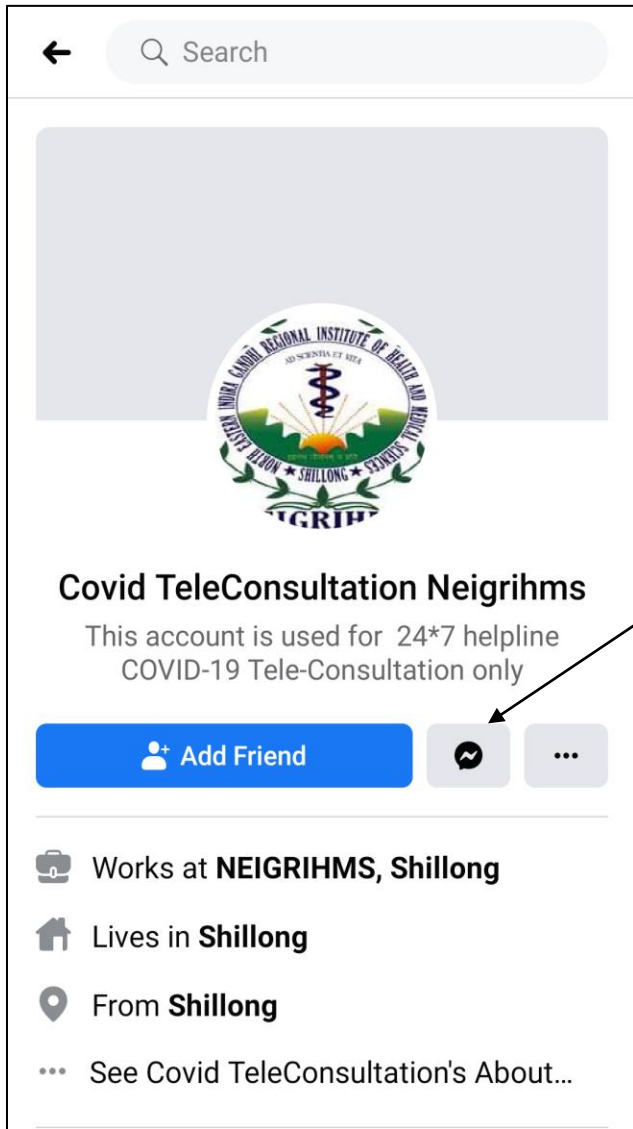 Search
NORTH EASTERN INDIRA GANDHI REGIONAL INSTITUTE OF HEALTH AND MEDICAL SCIENCES
AD SCIENTIA ET VITA
★ SHILLONG ★
NEIGRIHMS
Covid TeleConsultation Neigrihms
This account is used for 24*7 helpline
COVID-19 Tele-Consultation only
Add Friend
Works at NEIGRIHMS, Shillong
Lives in Shillong
From Shillong
See Covid TeleConsultation's About...